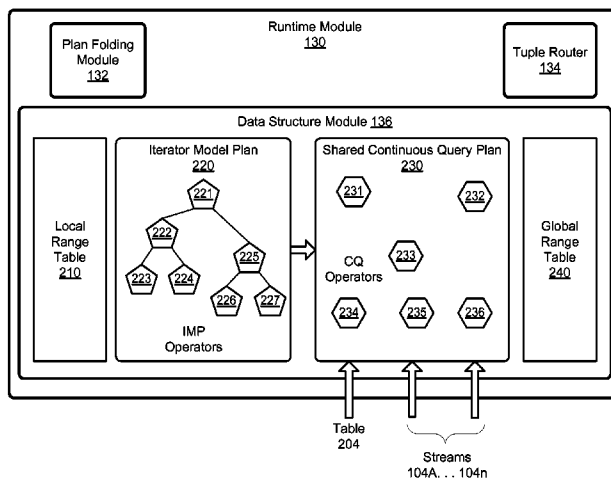 Runtime Module
130
Plan Folding
Module
132
Tuple Router
134
Data Structure Module 136
Local
Range
Table
210
Iterator Model Plan
220
221
222
223
224
225
226
227
IMP
Operators
Shared Continuous Query Plan
230
231
232
233
CQ
Operators
234
235
236
Global
Range
Table
240
Table
204
Streams
104A. . . 104n